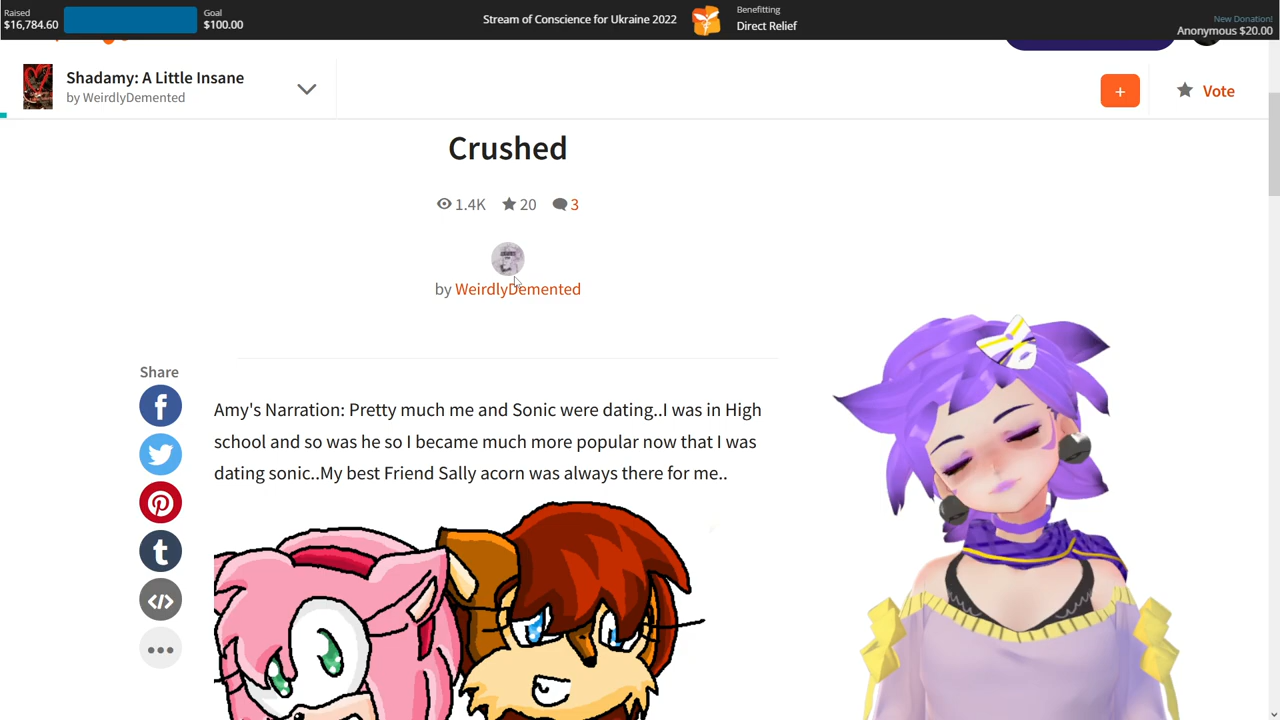 Raised
$16,784.60
Goal
$100.00
Stream of Conscience for Ukraine 2022
Benefitting
Direct Relief
New Donation!
Anonymous $20.00
Shadamy: A Little Insane
by WeirdlyDemented
+
Vote
Crushed
1.4K 20 3
by WeirdlyDemented
Share
Amy's Narration: Pretty much me and Sonic were dating..I was in High
school and so was he so I became much more popular now that I was
dating sonic..My best Friend Sally acorn was always there for me..